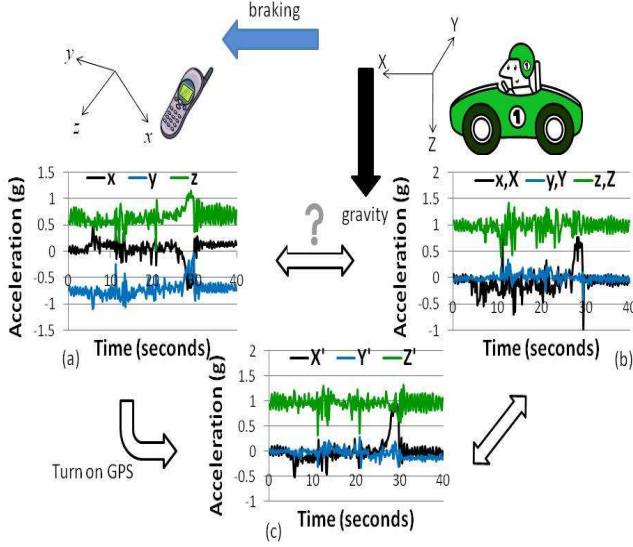 braking
y
z
x
X
Y
Z
1
1
gravity
?
x y z
Acceleration (g)
1.5
1
0.5
0
-0.5
-1
-1.5
0 10 20 30 40
Time (seconds)
(a)
x,X y,Y z,Z
Acceleration (g)
2
1.5
1
0.5
0
-0.5
-1
0 10 20 30 40
Time (seconds)
(b)
Turn on GPS
X' Y' Z'
Acceleration (g)
2
1.5
1
0.5
0
-0.5
-1
0 10 20 30 40
Time (seconds)
(c)